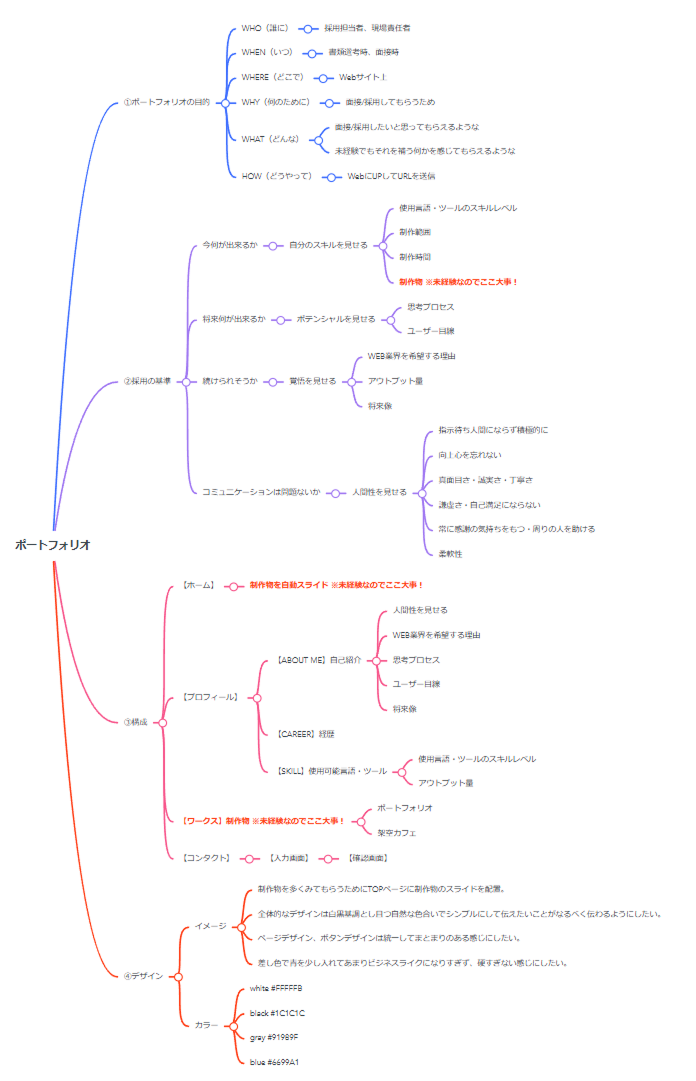 ポートフォリオ
①ポートフォリオの目的
WHO（誰に）
採用担当者、現場責任者
WHEN（いつ）
書類選考時、面接時
WHERE（どこで）
Webサイト上
WHY（何のために）
面接/採用してもらうため
WHAT（どんな）
面接/採用したいと思ってもらえるような
未経験でもそれを補う何かを感じてもらえるような
HOW（どうやって）
WebにUPしてURLを送信
②採用の基準
今何が出来るか
自分のスキルを見せる
使用言語・ツールのスキルレベル
制作範囲
制作時間
制作物 ※未経験なのでここ大事！
将来何が出来るか
ポテンシャルを見せる
思考プロセス
ユーザー目線
続けられそうか
覚悟を見せる
WEB業界を希望する理由
アウトプット量
将来像
コミュニケーションは問題ないか
人間性を見せる
指示待ち人間にならず積極的に
向上心を忘れない
真面目さ・誠実さ・丁寧さ
謙虚さ・自己満足にならない
常に感謝の気持ちをもつ・周りの人を助ける
柔軟性
③構成
【ホーム】
制作物を自動スライド ※未経験なのでここ大事！
【プロフィール】
【ABOUT ME】自己紹介
人間性を見せる
WEB業界を希望する理由
思考プロセス
ユーザー目線
将来像
【CAREER】経歴
【SKILL】使用可能言語・ツール
使用言語・ツールのスキルレベル
アウトプット量
【ワークス】制作物 ※未経験なのでここ大事！
ポートフォリオ
架空カフェ
【コンタクト】
【入力画面】
【確認画面】
④デザイン
イメージ
制作物を多くみてもらうためにTOPページに制作物のスライドを配置。
全体的なデザインは白黒基調とし目つ自然な色合いでシンプルにして伝えたいことがなるべく伝わるようにしたい。
ページデザイン、ボタンデザインは統一してまとまりのある感じにしたい。
差し色で青を少し入れてあまりビジネスライクになりすぎず、硬すぎない感じにしたい。
カラー
white #FFFFFB
black #1C1C1C
gray #91989F
blue #6699A1